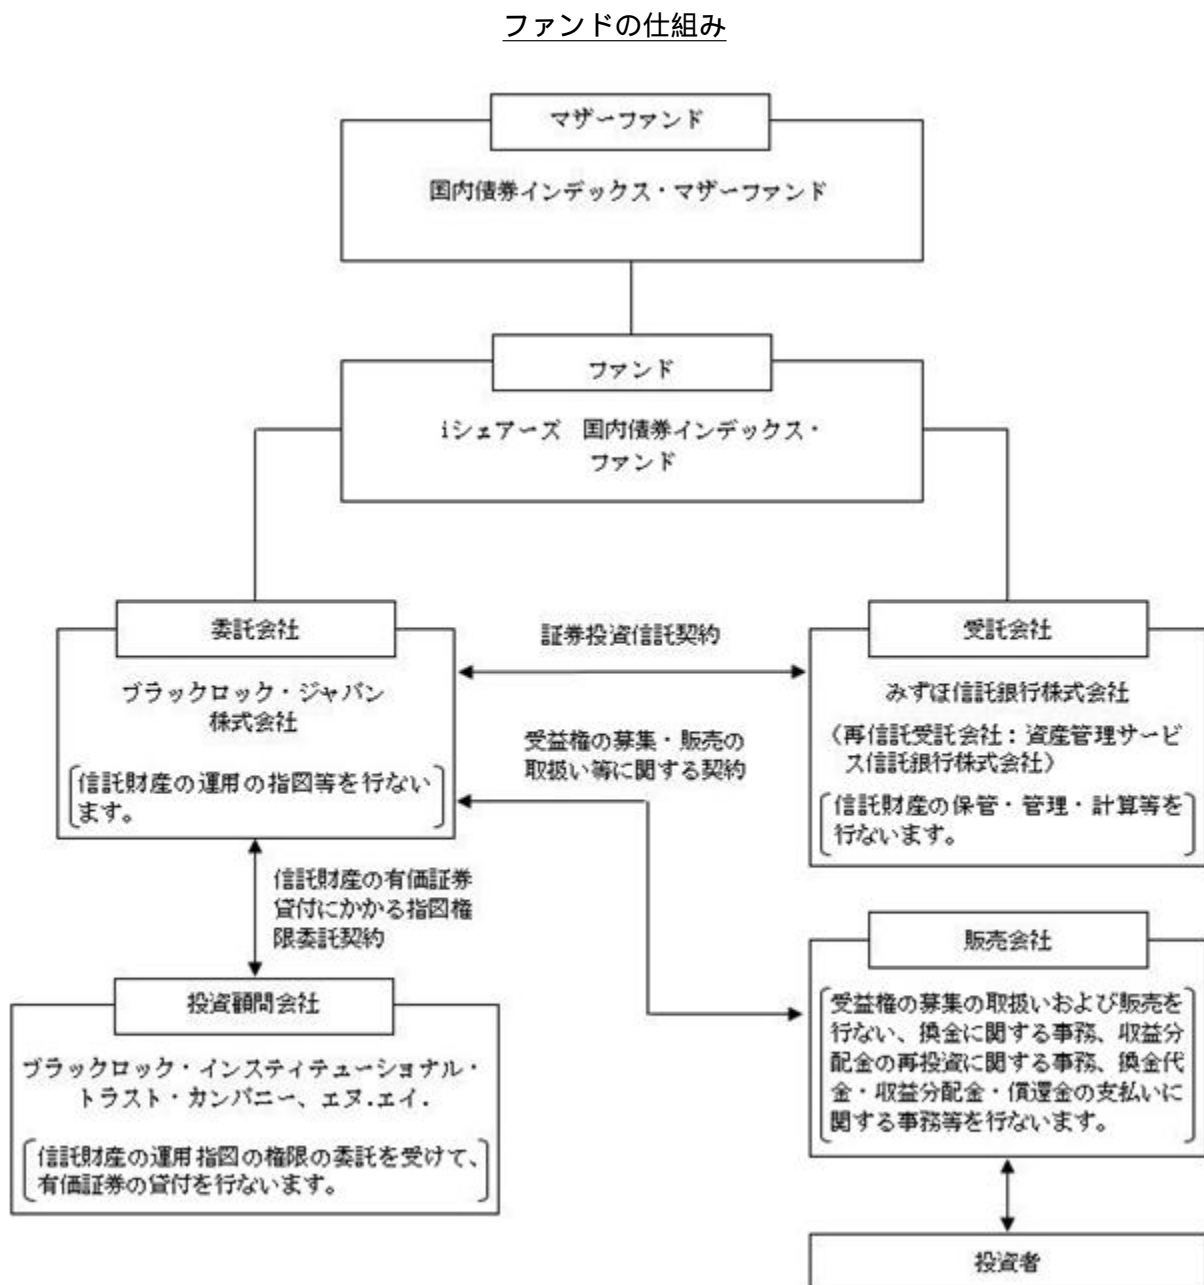 ファンドの仕組み
マザーファンド
国内債券インデックス・マザーファンド
ファンド
iシェアーズ 国内債券インデックス・
ファンド
委託会社
ブラックロック・ジャパン
株式会社
信託財産の運用の指図等を行ない
ます。
証券投資信託契約
受益権の募集・販売の
取扱い等に関する契約
受託会社
みずほ信託銀行株式会社
(再信託受託会社:資産管理サービ
ス信託銀行株式会社)
信託財産の保管・管理・計算等を
行ないます。
信託財産の有価証券
貸付にかかる指図権
限委託契約
投資顧問会社
ブラックロック・インスティテューショナル・
トラスト・カンパニー、エヌ.エイ.
信託財産の運用指図の権限の委託を受けて、
有価証券の貸付を行ないます。
販売会社
受益権の募集の取扱いおよび販売を
行ない、換金に関する事務、収益分
配金の再投資に関する事務、換金代
金・収益分配金・償還金の支払いに
関する事務等を行ないます。
投資者